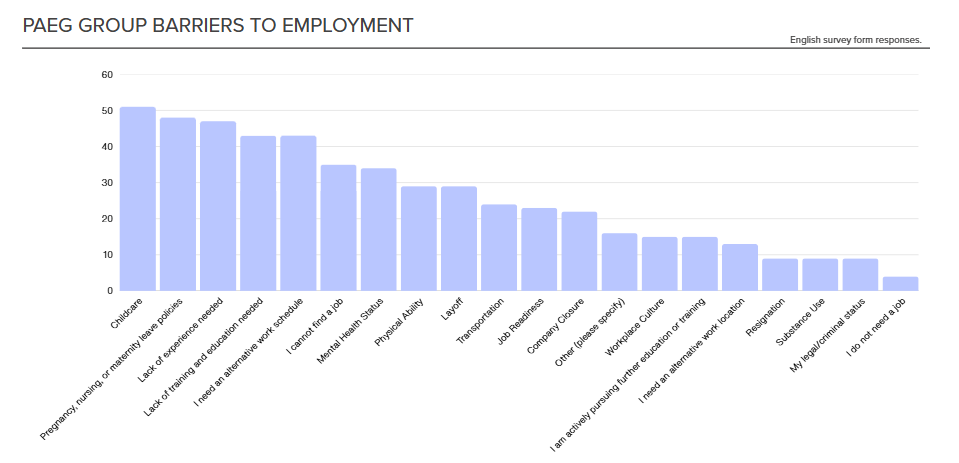 PAEG GROUP BARRIERS TO EMPLOYMENT
English survey form responses.
60
50
40
30
20
10
0
Childcare
Pregnancy, nursing, or maternity leave policies
Lack of experience needed
Lack of training and education needed
I need an alternative work schedule
I cannot find a job
Mental Health Status
Physical Ability
Layoff
Transportation
Job Readiness
Company Closure
Other (please specify)
Workplace Culture
I am actively pursuing further education or training
I need an alternative work location
Resignation
Substance Use
My legal/criminal status
I do not need a job